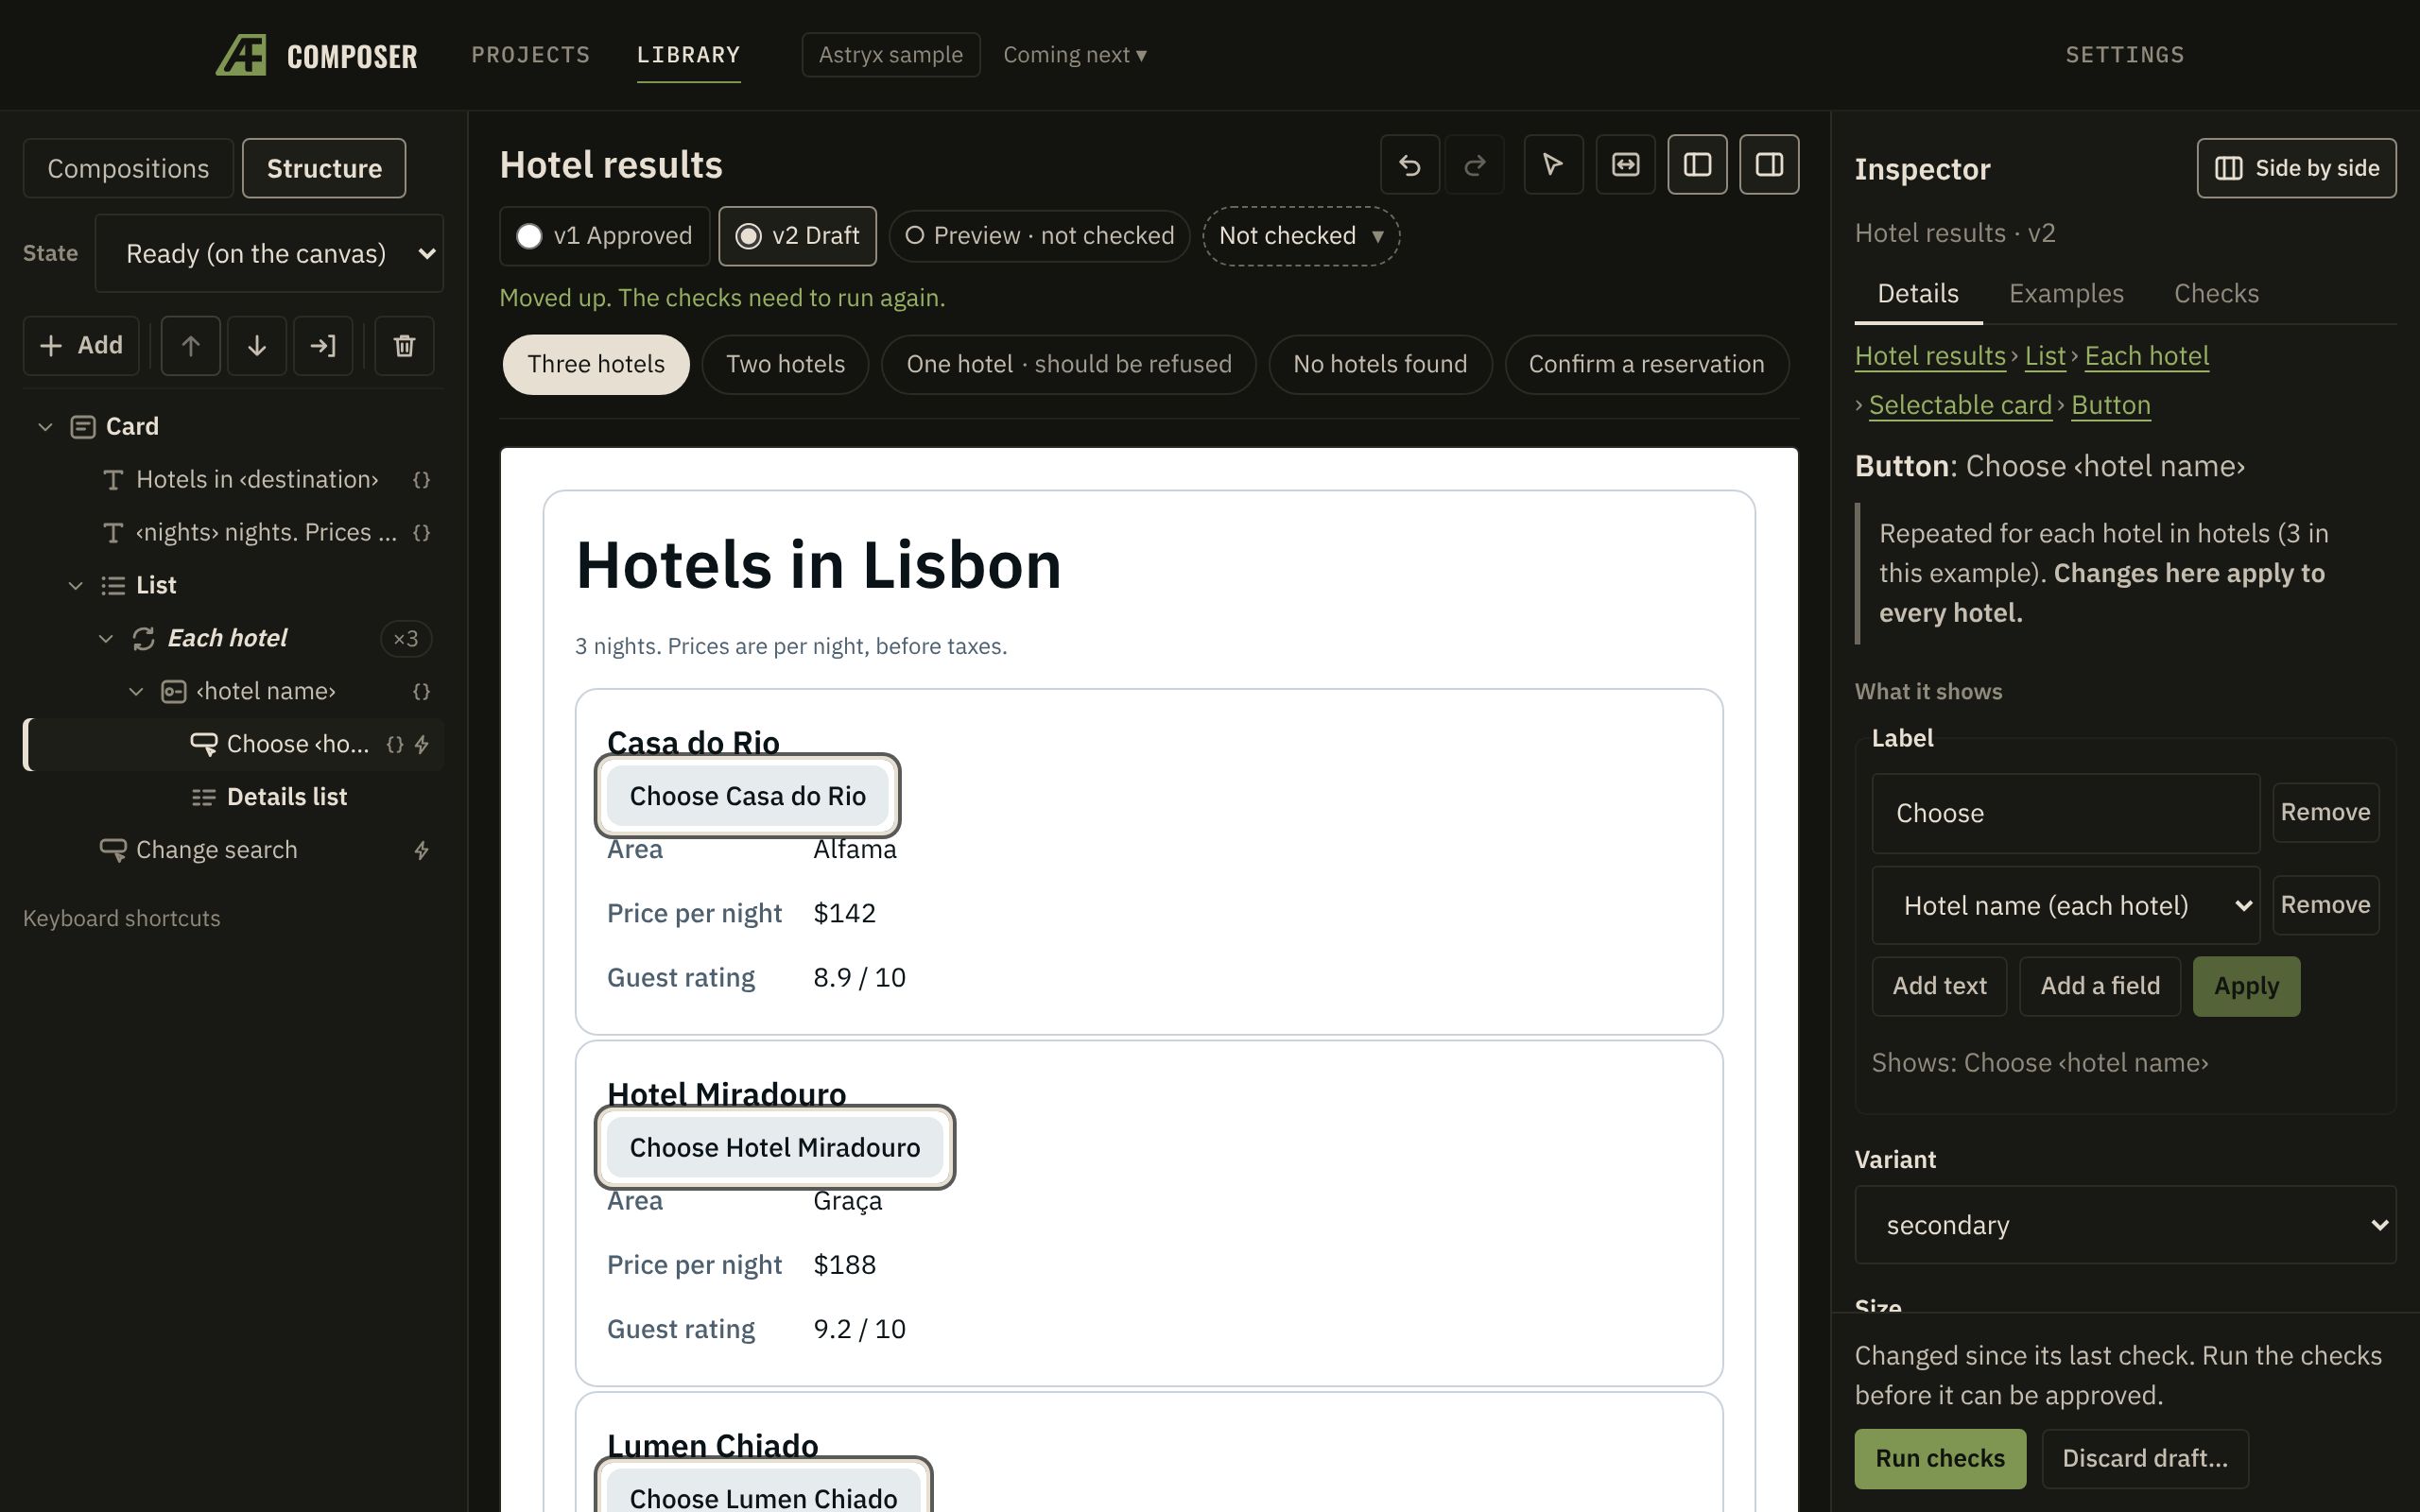 Æ COMPOSER
PROJECTS
LIBRARY
Astryx sample
Coming next ▾
SETTINGS
Compositions
Structure
State
Ready (on the canvas)
Add
Card
Hotels in ‹destination› {}
‹nights› nights. Prices ... {}
List
Each hotel ×3
‹hotel name› {}
Choose ‹ho... {}
Details list
Change search
Keyboard shortcuts
Hotel results
v1 Approved
v2 Draft
Preview · not checked
Not checked ▾
Moved up. The checks need to run again.
Three hotels
Two hotels
One hotel · should be refused
No hotels found
Confirm a reservation
Hotels in Lisbon
3 nights. Prices are per night, before taxes.
Casa do Rio
Choose Casa do Rio
Area Alfama
Price per night $142
Guest rating 8.9 / 10
Hotel Miradouro
Choose Hotel Miradouro
Area Graça
Price per night $188
Guest rating 9.2 / 10
Lumen Chiado
Choose Lumen Chiado
Inspector
Side by side
Hotel results · v2
Details
Examples
Checks
Hotel results › List › Each hotel
› Selectable card › Button
Button: Choose ‹hotel name›
Repeated for each hotel in hotels (3 in
this example). Changes here apply to
every hotel.
What it shows
Label
Choose
Remove
Hotel name (each hotel)
Remove
Add text
Add a field
Apply
Shows: Choose ‹hotel name›
Variant
secondary
Size
Changed since its last check. Run the checks
before it can be approved.
Run checks
Discard draft...